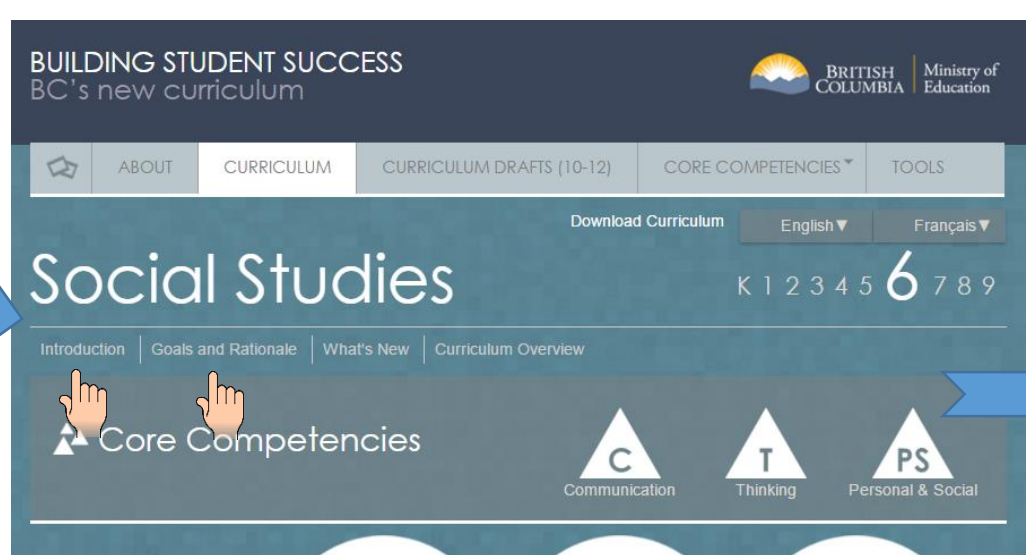 BUILDING STUDENT SUCCESS
BC's new curriculum
BRITISH COLUMBIA
Ministry of Education
ABOUT
CURRICULUM
CURRICULUM DRAFTS (10-12)
CORE COMPETENCIES
TOOLS
Download Curriculum
English
Français
Social Studies
K 1 2 3 4 5 6 7 8 9
Introduction
Goals and Rationale
What's New
Curriculum Overview
Core Competencies
C
Communication
T
Thinking
PS
Personal & Social